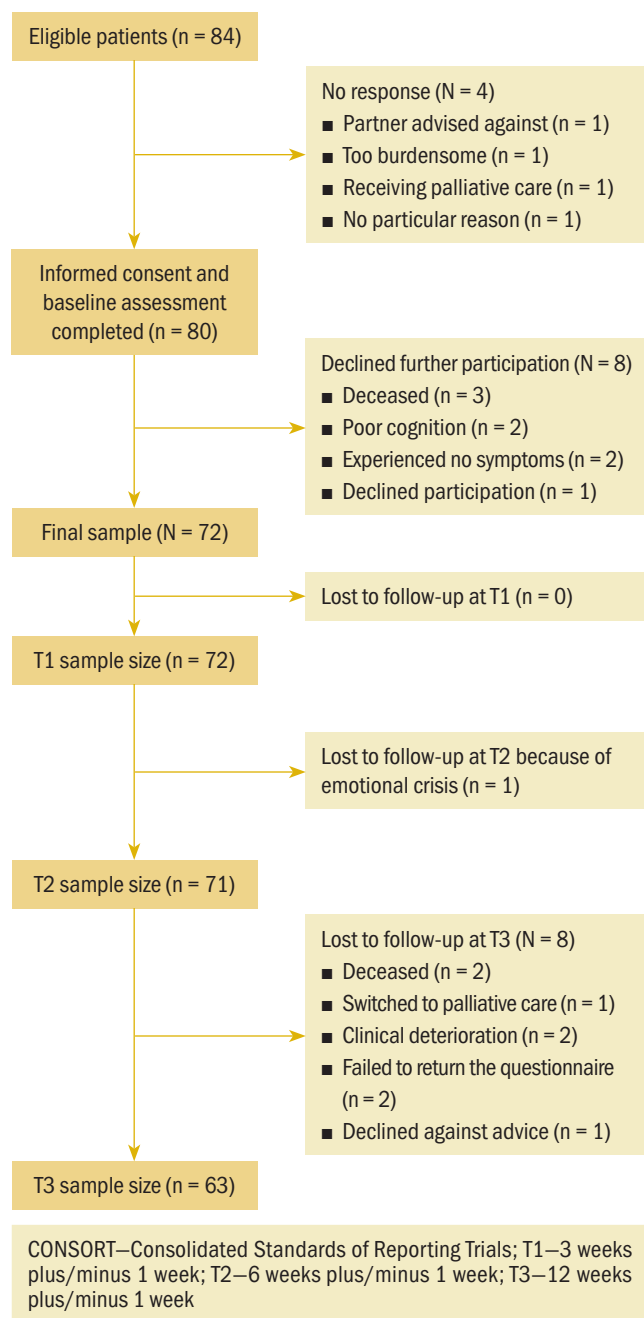 Eligible patients (n = 84)
No response (N = 4)
■ Partner advised against (n = 1)
■ Too burdensome (n = 1)
■ Receiving palliative care (n = 1)
■ No particular reason (n = 1)
Informed consent and
baseline assessment
completed (n = 80)
Declined further participation (N = 8)
■ Deceased (n = 3)
■ Poor cognition (n = 2)
■ Experienced no symptoms (n = 2)
■ Declined participation (n = 1)
Final sample (N = 72)
Lost to follow-up at T1 (n = 0)
T1 sample size (n = 72)
Lost to follow-up at T2 because of
emotional crisis (n = 1)
T2 sample size (n = 71)
Lost to follow-up at T3 (N = 8)
■ Deceased (n = 2)
■ Switched to palliative care (n = 1)
■ Clinical deterioration (n = 2)
■ Failed to return the questionnaire
(n = 2)
■ Declined against advice (n = 1)
T3 sample size (n = 63)
CONSORT—Consolidated Standards of Reporting Trials; T1—3 weeks
plus/minus 1 week; T2—6 weeks plus/minus 1 week; T3—12 weeks
plus/minus 1 week